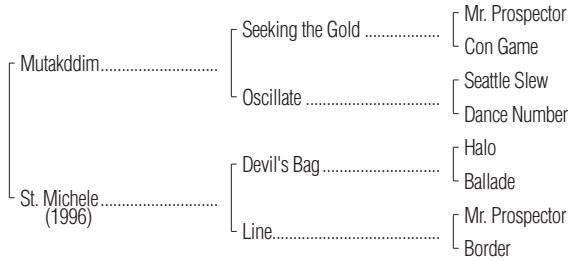 Mr. Prospector
Seeking the Gold ..................
Con Game
Mutakddim..............................
Seattle Slew
Oscillate ................................
Dance Number
Halo
Devil's Bag .............................
Ballade
St. Michele ..............................
(1996)
Mr. Prospector
Line.........................................
Border